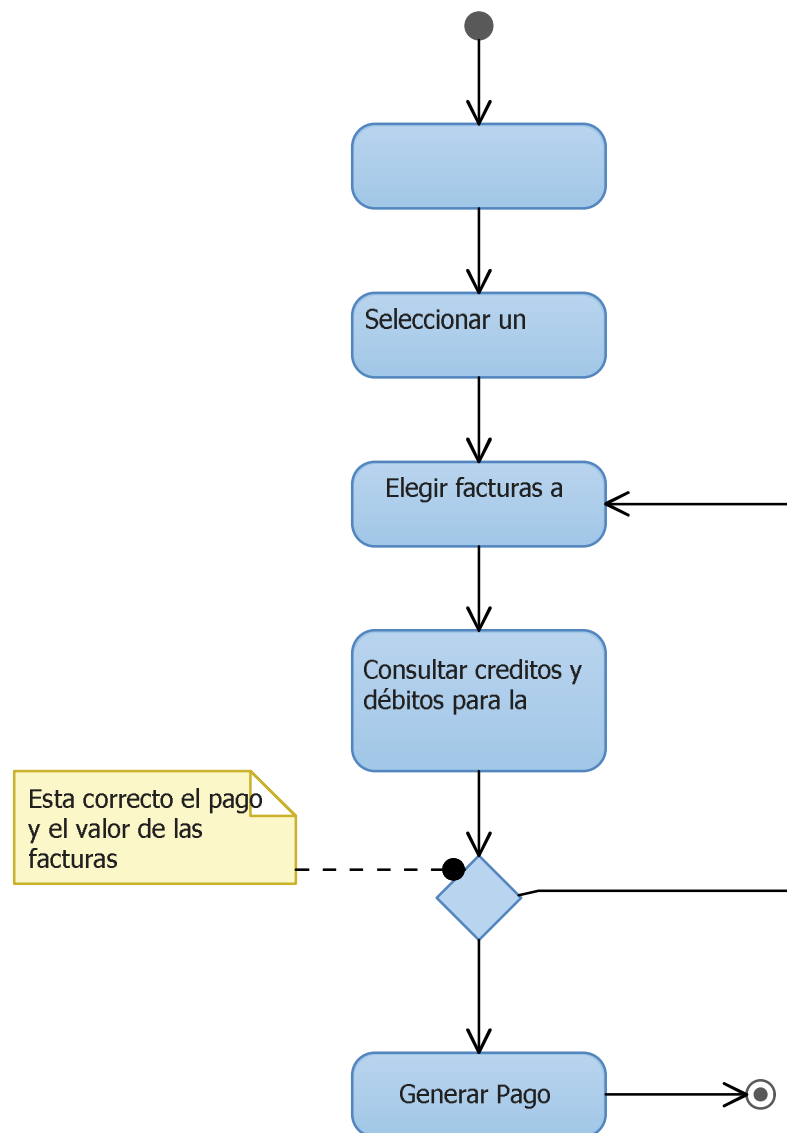 Seleccionar un
Elegir facturas a
Consultar creditos y
débitos para la
Esta correcto el pago
y el valor de las
facturas
Generar Pago